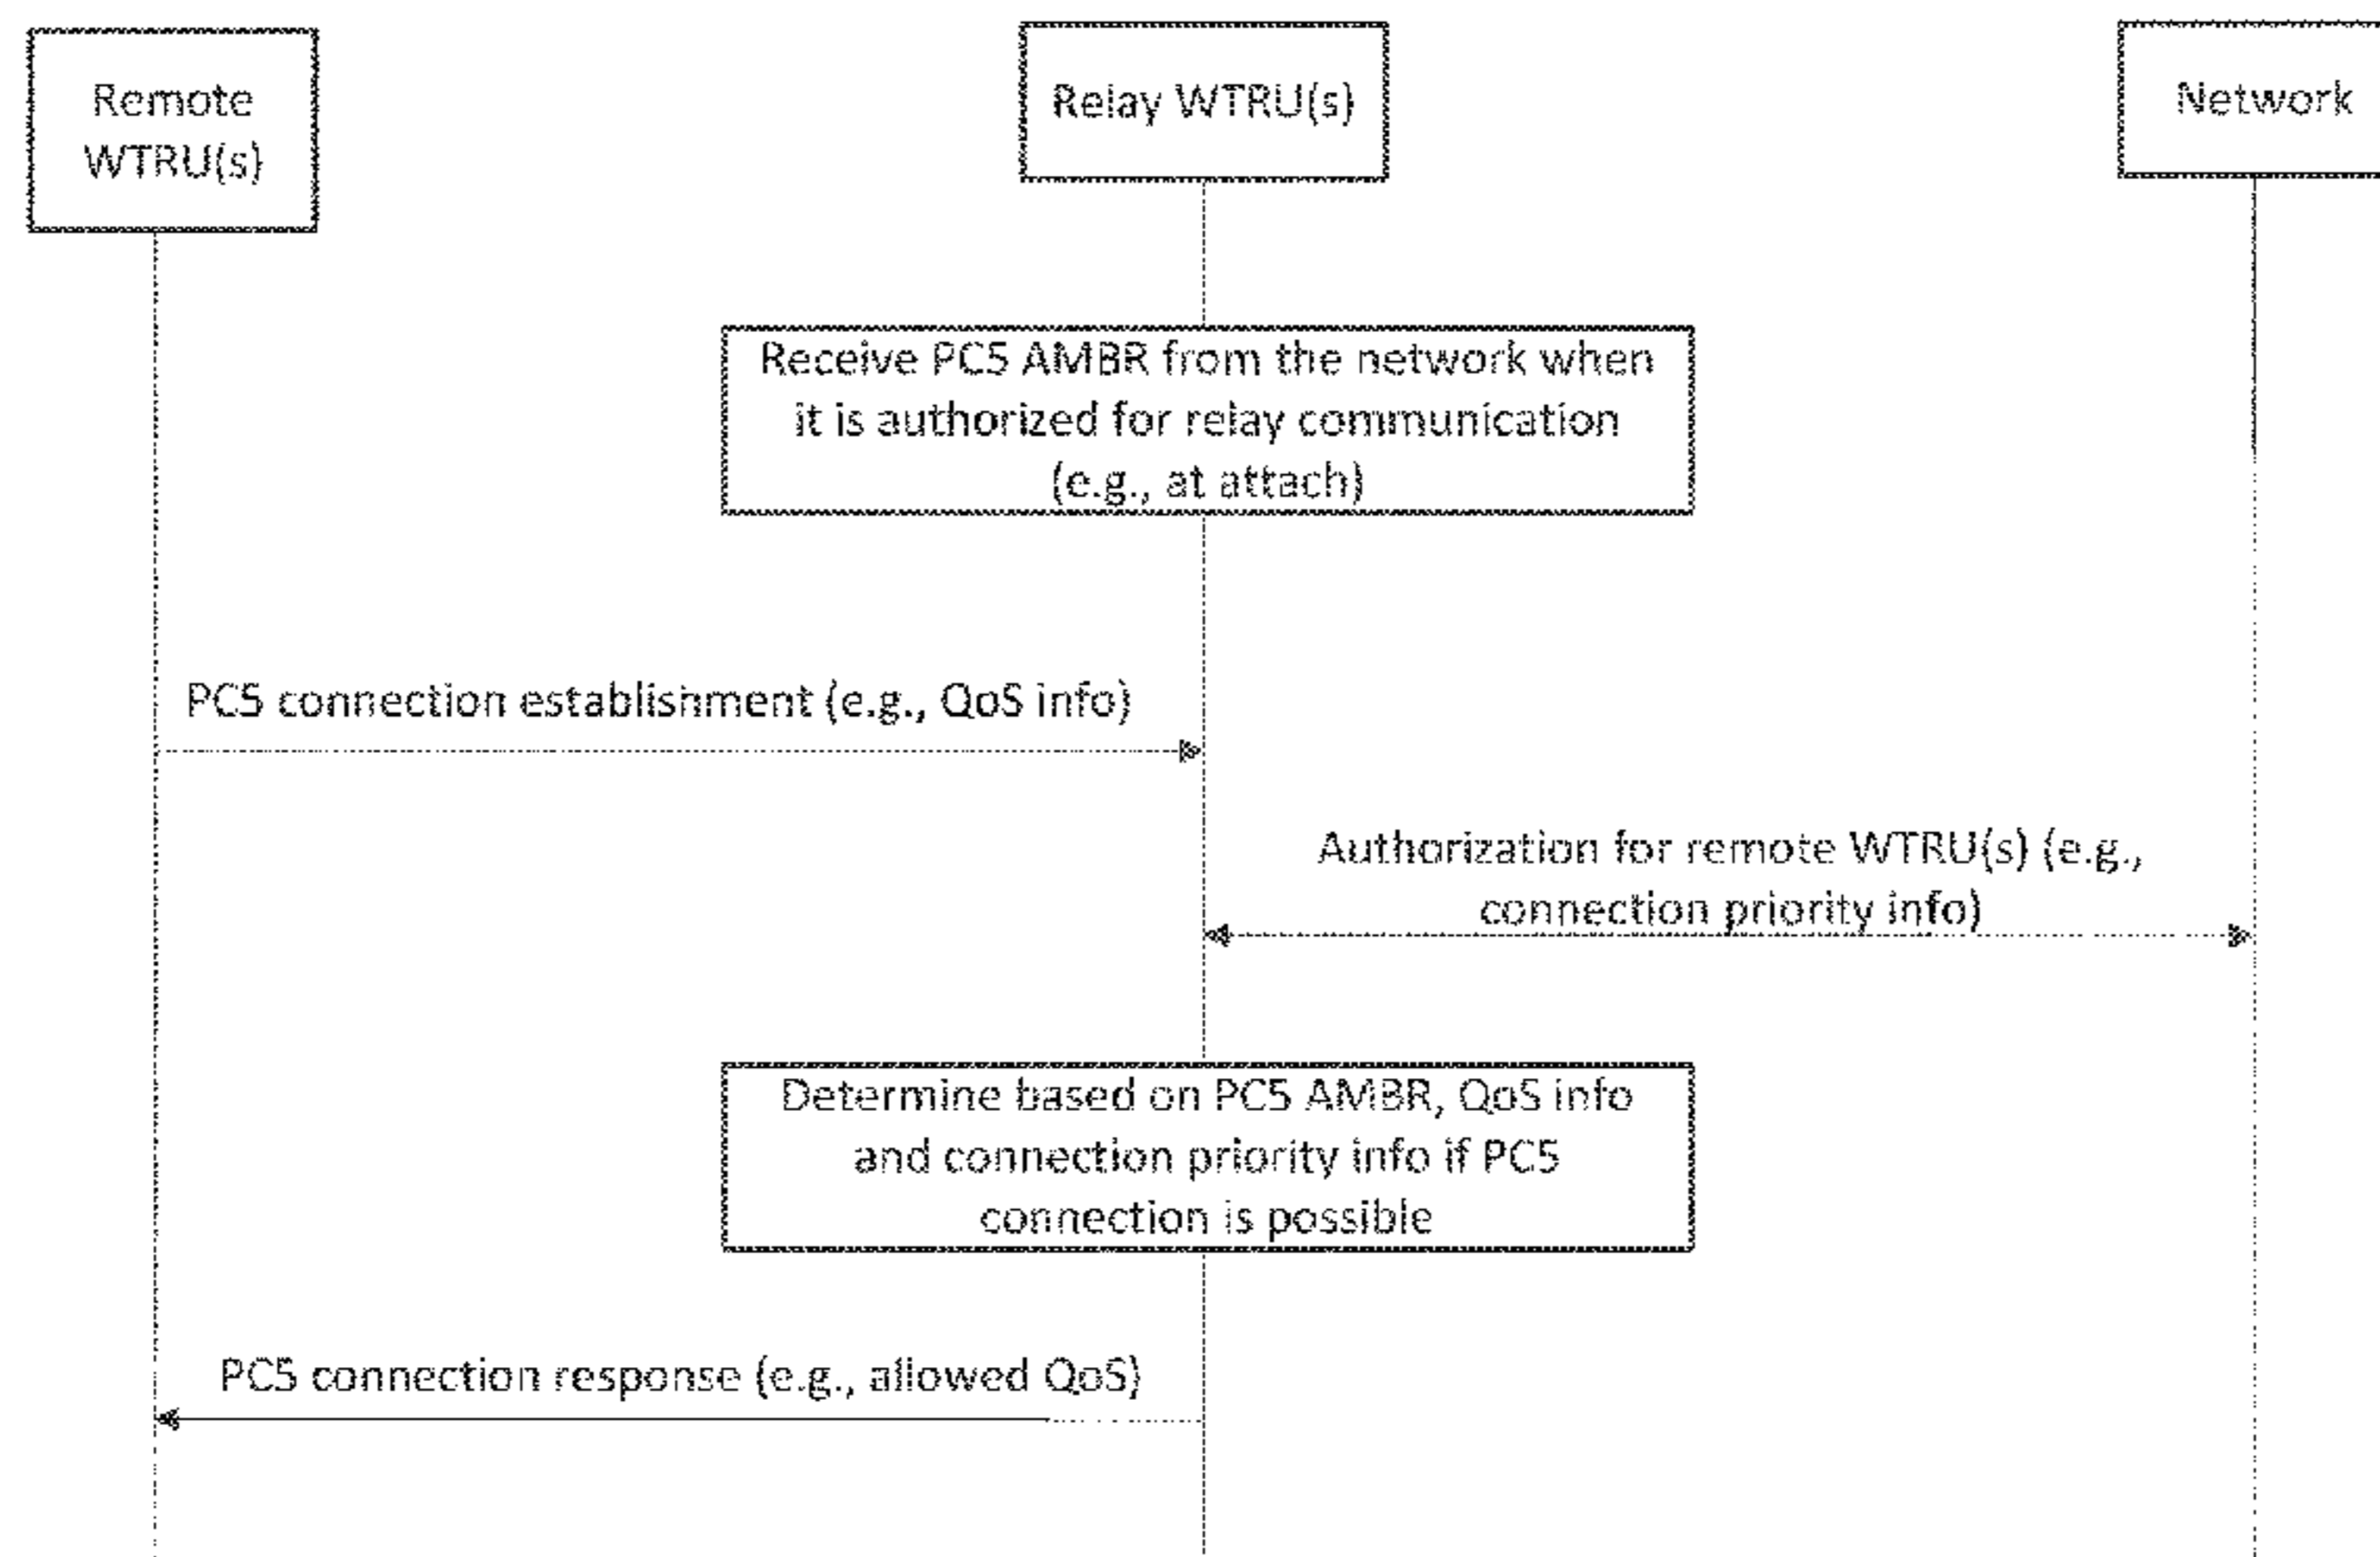 Remote
WTRU(s)
Relay WTRU(s)
Network
Receive PC5 AMBR from the network when
it is authorized for relay communication
(e.g., at attach)
PC5 connection establishment (e.g., QoS info)
Authorization for remote WTRU(s) (e.g.,
connection priority info)
Determine based on PC5 AMBR, QoS info
and connection priority info if PC5
connection is possible
PC5 connection response (e.g., allowed QoS)